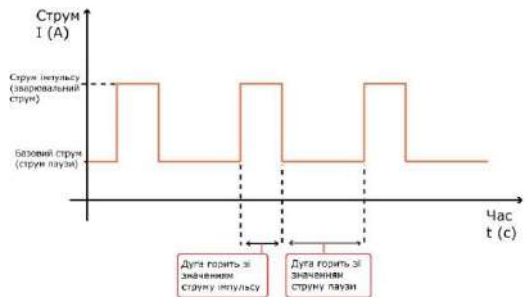 Струм
I (A)
Струм імпульсу
(зварювальний
струм)
Базовий струм
(струм паузи)
Час
t (с)
Дуга горить зі
значенням
струму імпульсу
Дуга горить зі
значенням
струму паузи